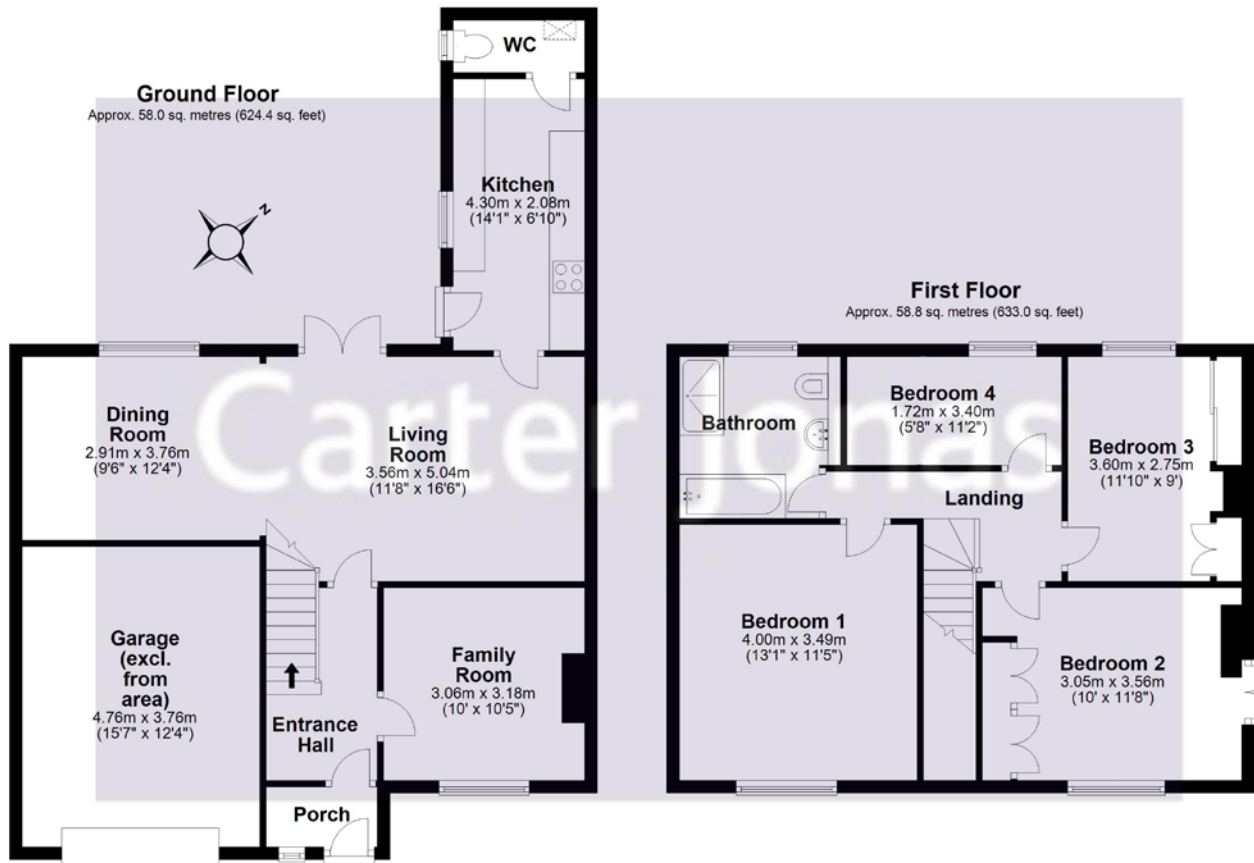 WC
Ground Floor
Approx. 58.0 sq. metres (624.4 sq. feet)
Kitchen
4.30m x 2.08m
(14'1" x 6'10")
N
Dining
Room
2.91m x 3.76m
(9'6" x 12'4")
Living
Room
3.56m x 5.04m
(11'8" x 16'6")
Garage
(excl.
from
area)
4.76m x 3.76m
(15'7" x 12'4")
Family
Room
3.06m x 3.18m
(10' x 10'5")
Entrance
Hall
Porch
First Floor
Approx. 58.8 sq. metres (633.0 sq. feet)
Bathroom
Bedroom 4
1.72m x 3.40m
(5'8" x 11'2")
Bedroom 3
3.60m x 2.75m
(11'10" x 9')
Landing
Bedroom 1
4.00m x 3.49m
(13'1" x 11'5")
Bedroom 2
3.05m x 3.56m
(10' x 11'8")
Carter Jonas